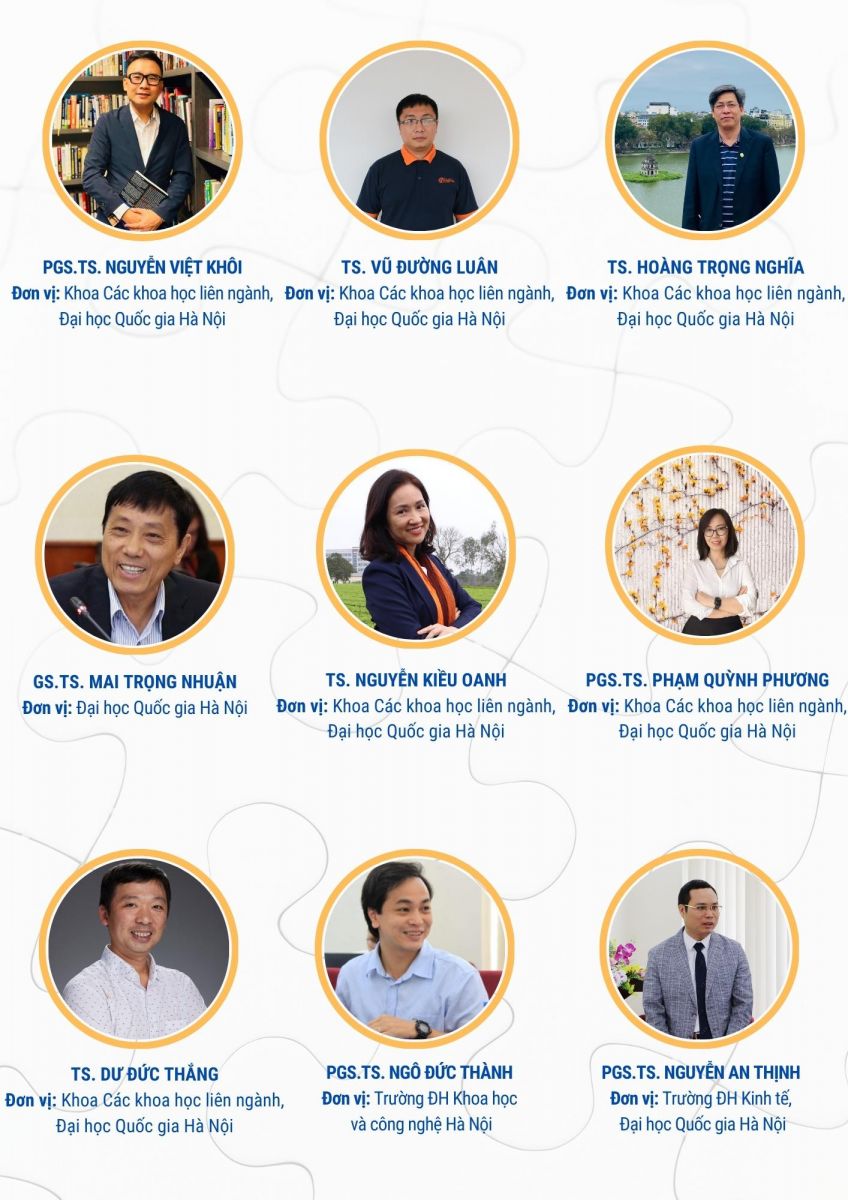 PGS.TS. NGUYỄN VIỆT KHÔI
Đơn vị: Khoa Các khoa học liên ngành,
Đại học Quốc gia Hà Nội
TS. VŨ ĐƯỜNG LUÂN
Đơn vị: Khoa Các khoa học liên ngành,
Đại học Quốc gia Hà Nội
TS. HOÀNG TRỌNG NGHĨA
Đơn vị: Khoa Các khoa học liên ngành,
Đại học Quốc gia Hà Nội
GS.TS. MAI TRỌNG NHUẬN
Đơn vị: Đại học Quốc gia Hà Nội
TS. NGUYỄN KIỀU OANH
Đơn vị: Khoa Các khoa học liên ngành,
Đại học Quốc gia Hà Nội
PGS.TS. PHẠM QUỲNH PHƯƠNG
Đơn vị: Khoa Các khoa học liên ngành,
Đại học Quốc gia Hà Nội
TS. DƯ ĐỨC THẮNG
Đơn vị: Khoa Các khoa học liên ngành,
Đại học Quốc gia Hà Nội
PGS.TS. NGÔ ĐỨC THÀNH
Đơn vị: Trường ĐH Khoa học
và công nghệ Hà Nội
PGS.TS. NGUYỄN AN THỊNH
Đơn vị: Trường ĐH Kinh tế,
Đại học Quốc gia Hà Nội